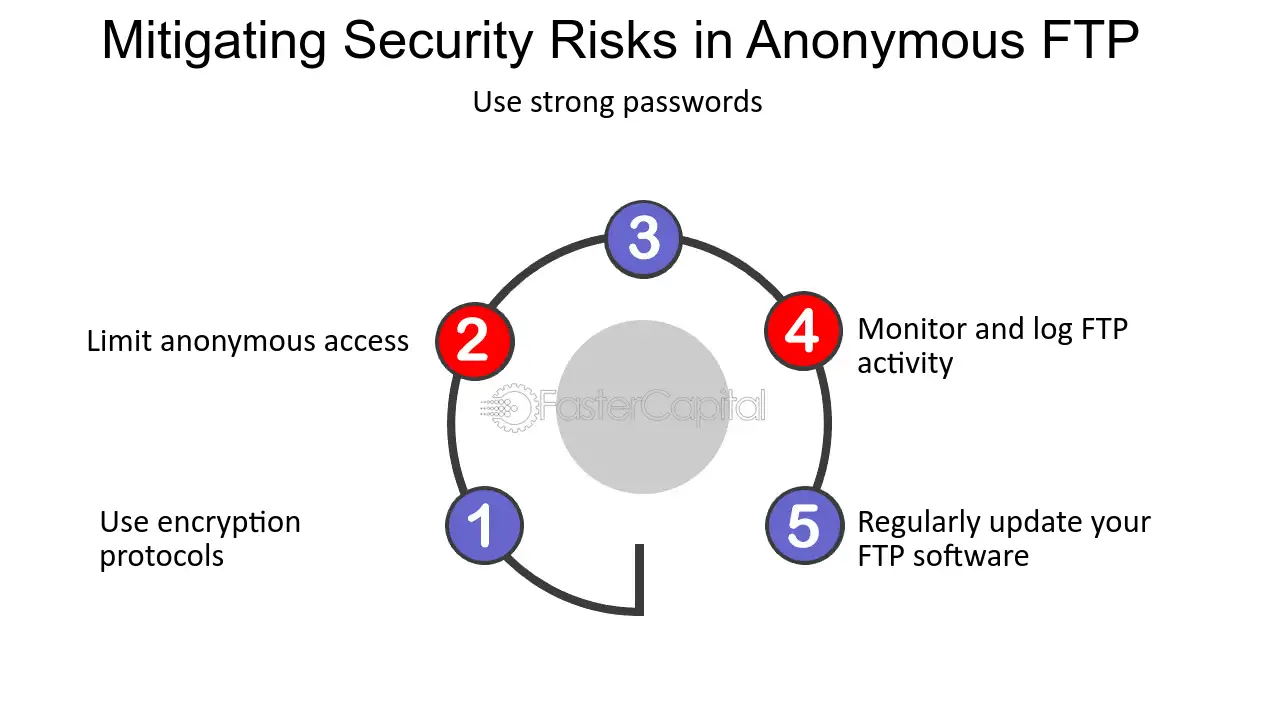 Mitigating Security Risks in Anonymous FTP
Use strong passwords
3
2
4
Limit anonymous access
Monitor and log FTP
activity
FasterCapital
1
5
Use encryption
protocols
Regularly update your
FTP software